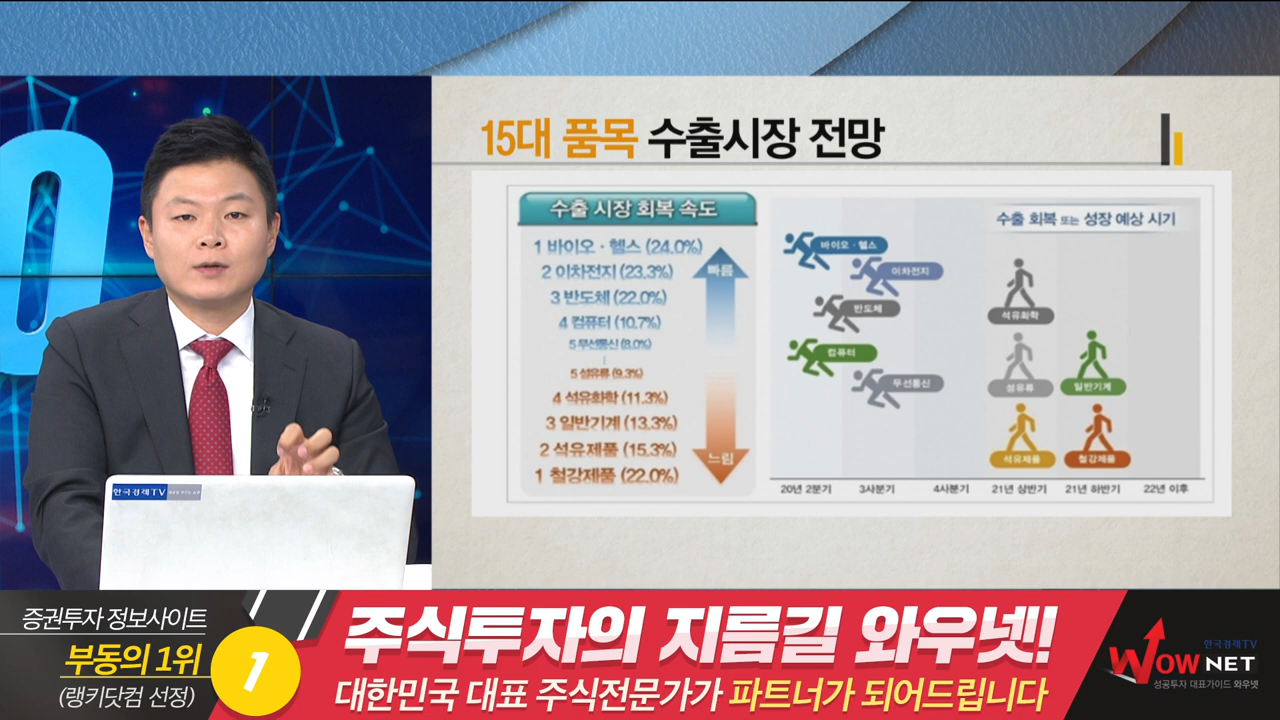 15대 품목 수출시장 전망
수출 시장 회복 속도
1 바이오 · 헬스 (24.0%)
2 이차전지 (23.3%)
3 반도체 (22.0%)
4 컴퓨터 (10.7%)
5 무선통신 (8.0%)
5 섬유류 (9.3%)
4 석유화학 (11.3%)
3 일반기계 (13.3%)
2 석유제품 (15.3%)
1 철강제품 (22.0%)
빠름
느림
수출 회복 또는 성장 예상 시기
바이오 · 헬스
이차전지
반도체
석유화학
컴퓨터
무선통신
섬유류
일반기계
석유제품
철강제품
20년 2분기
3사분기
4사분기
21년 상반기
21년 하반기
22년 이후
한국경제TV
증권투자 정보사이트
부동의 1위
(랭키닷컴 선정)
1
주식투자의 지름길 와우넷!
대한민국 대표 주식전문가가 파트너가 되어드립니다
한국경제TV
WOW NET
성공투자 대표가이드 와우넷